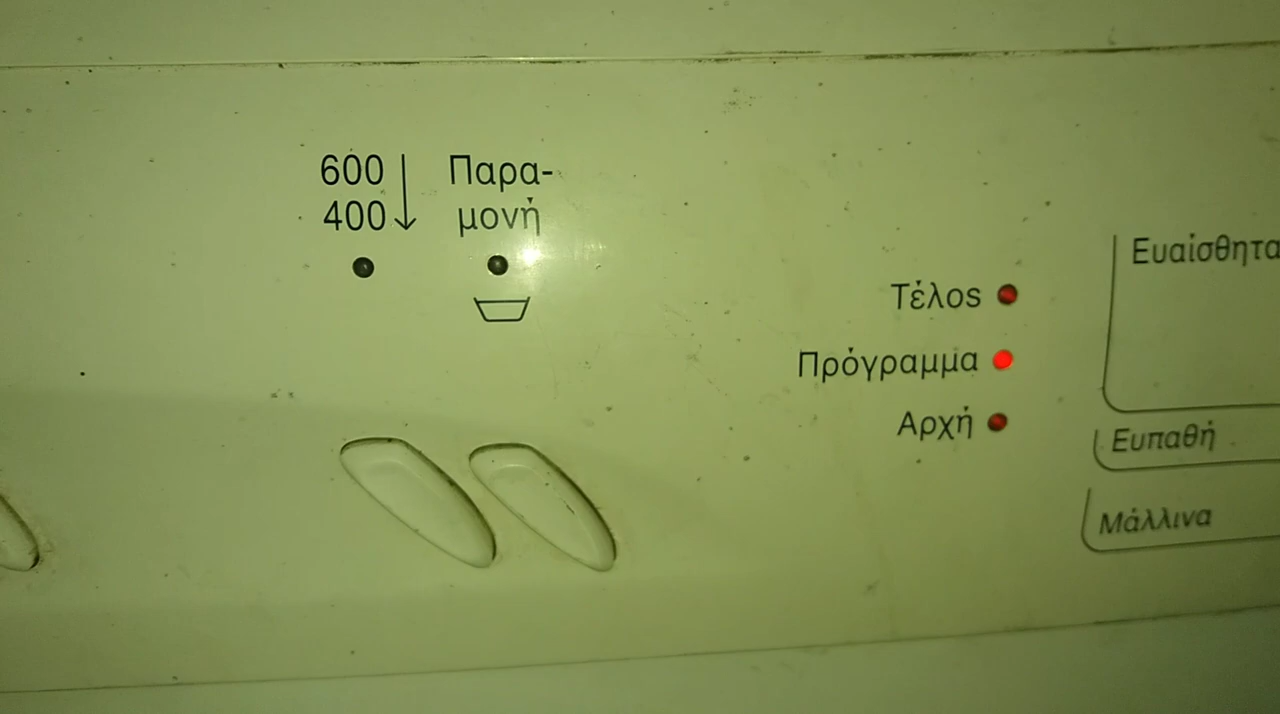 600
400
Παρα-
μονή
Τέλος
Πρόγραμμα
Αρχή
Ευαίσθητα
Ευπαθή
Μάλλινα